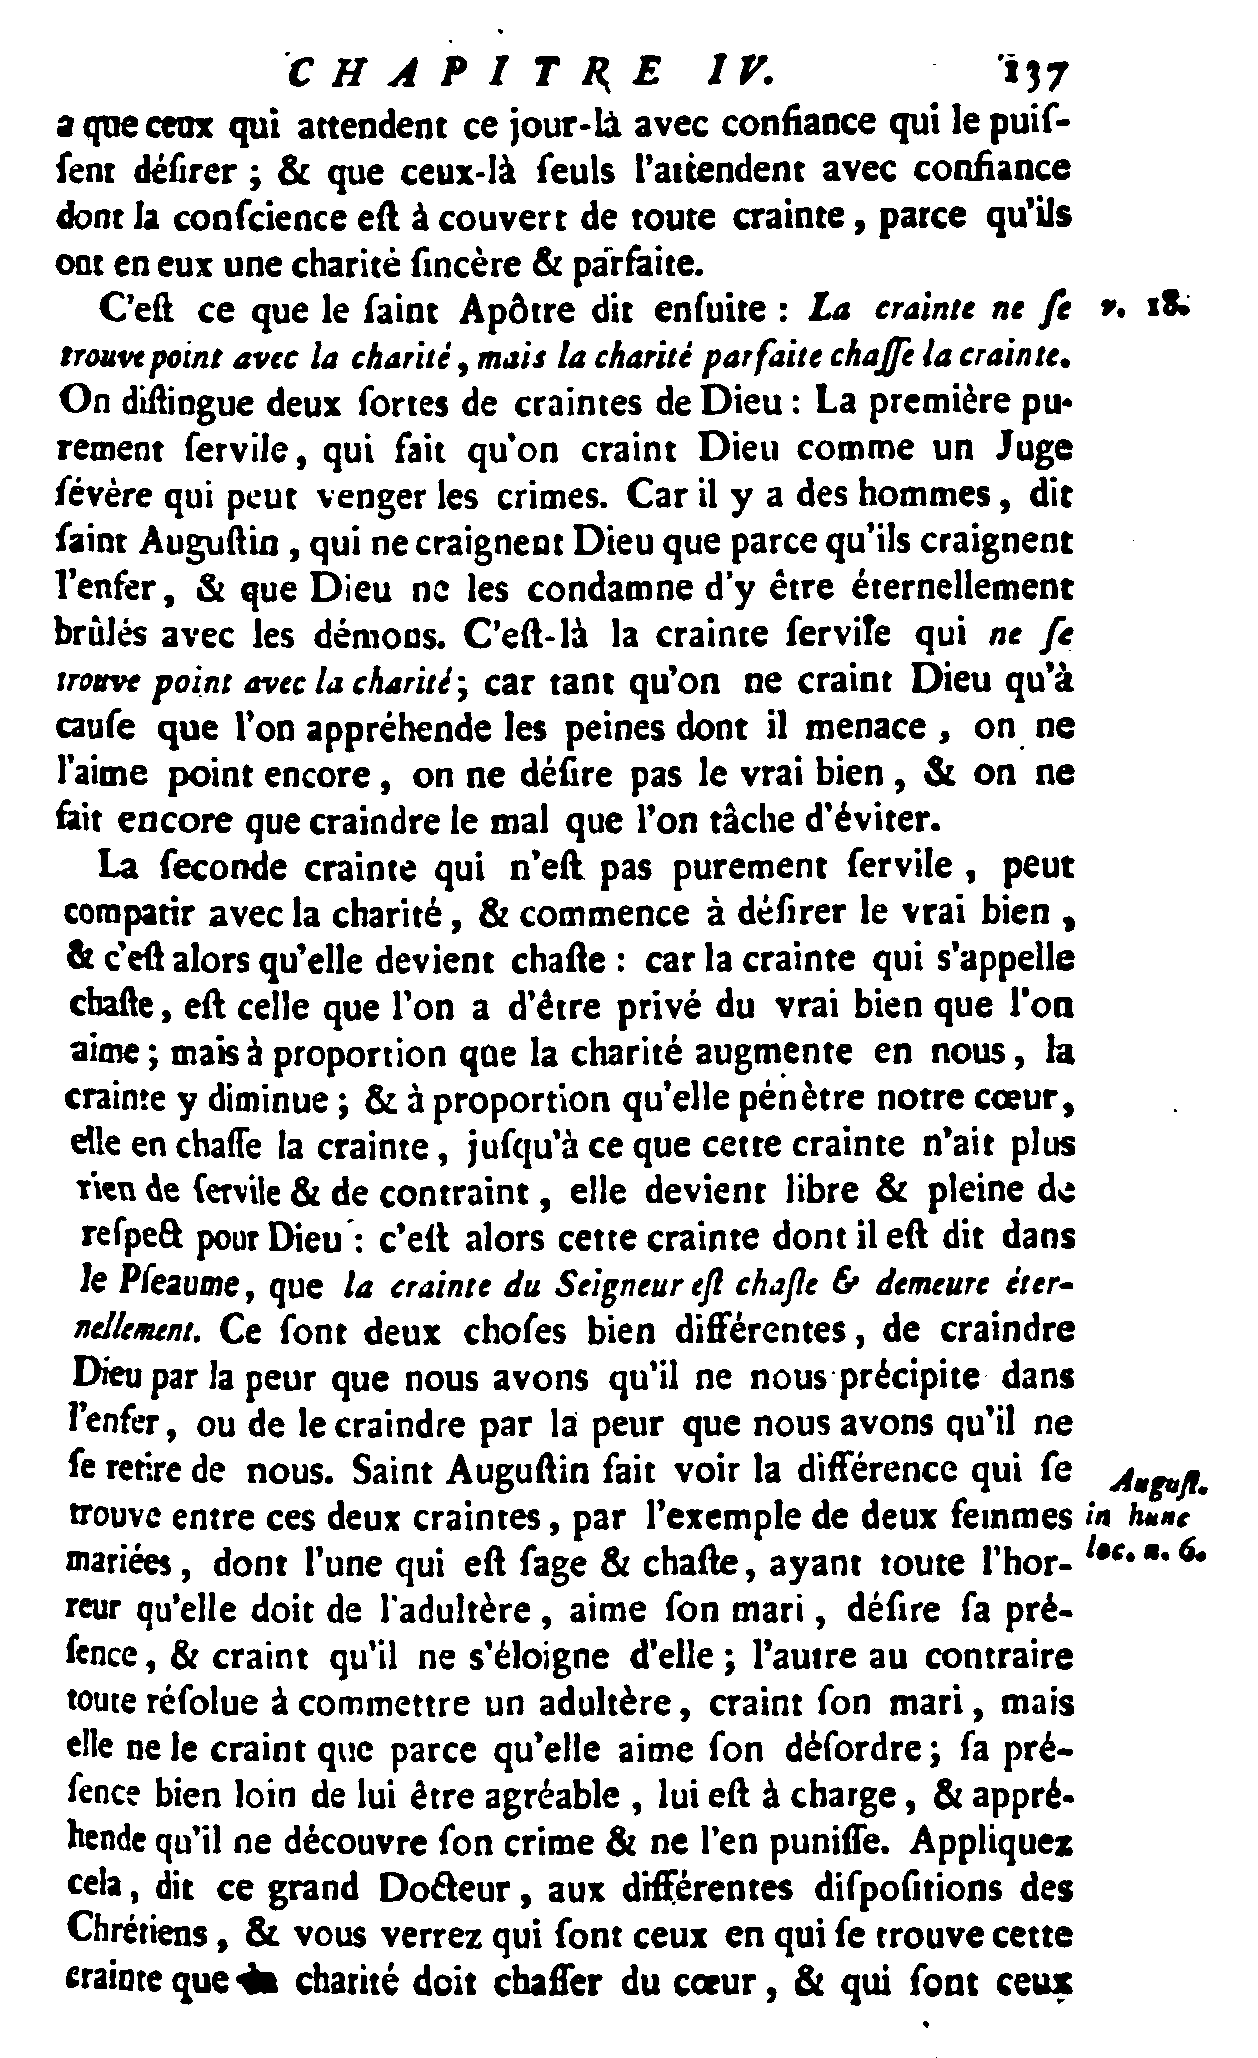 CHAPITRE IV. 137
a que ceux qui attendent ce jour-là avec confiance qui le puiſ-
ſent déſirer ; & que ceux-là ſeuls l'attendent avec confiance
dont la conſcience eſt à couvert de toute crainte, parce qu'ils
ont en eux une charité ſincère & parfaite.
C'eſt ce que le ſaint Apôtre dit enſuite : La crainte ne ſe v. 18.
trouve point avec la charité, mais la charité parfaite chaſſe la crainte.
On diſtingue deux ſortes de craintes de Dieu : La première pu-
rement ſervile, qui fait qu'on craint Dieu comme un Juge
ſévère qui peut venger les crimes. Car il y a des hommes, dit
ſaint Auguſtin, qui ne craignent Dieu que parce qu'ils craignent
l'enfer, & que Dieu ne les condamne d'y être éternellement
brûlés avec les démons. C'eſt-là la crainte ſervile qui ne ſe
trouve point avec la charité; car tant qu'on ne craint Dieu qu'à
cauſe que l'on appréhende les peines dont il menace, on ne
l'aime point encore, on ne déſire pas le vrai bien, & on ne
fait encore que craindre le mal que l'on tâche d'éviter.
La ſeconde crainte qui n'eſt pas purement ſervile, peut
compatir avec la charité, & commence à déſirer le vrai bien,
& c'eſt alors qu'elle devient chaſte : car la crainte qui s'appelle
chaſte, eſt celle que l'on a d'être privé du vrai bien que l'on
aime; mais à proportion que la charité augmente en nous, la
crainte y diminue; & à proportion qu'elle pénètre notre cœur,
elle en chaſſe la crainte, juſqu'à ce que cette crainte n'ait plus
rien de ſervile & de contraint, elle devient libre & pleine de
reſpect pour Dieu : c'eſt alors cette crainte dont il eſt dit dans
le Pſeaume, que la crainte du Seigneur eſt chaſte & demeure éter-
nellement. Ce ſont deux choſes bien différentes, de craindre
Dieu par la peur que nous avons qu'il ne nous précipite dans
l'enfer, ou de le craindre par la peur que nous avons qu'il ne
ſe retire de nous. Saint Auguſtin fait voir la différence qui ſe Auguſt.
trouve entre ces deux craintes, par l'exemple de deux femmes in hunc
mariées, dont l'une qui eſt ſage & chaſte, ayant toute l'hor- loc. n. 6.
reur qu'elle doit de l'adultère, aime ſon mari, déſire ſa pré-
ſence, & craint qu'il ne s'éloigne d'elle; l'autre au contraire
toute réſolue à commettre un adultère, craint ſon mari, mais
elle ne le craint que parce qu'elle aime ſon déſordre; ſa pré-
ſence bien loin de lui être agréable, lui eſt à charge, & appré-
hende qu'il ne découvre ſon crime & ne l'en puniſſe. Appliquez
cela, dit ce grand Docteur, aux différentes diſpoſitions des
Chrétiens, & vous verrez qui ſont ceux en qui ſe trouve cette
crainte que la charité doit chaſſer du cœur, & qui ſont ceux